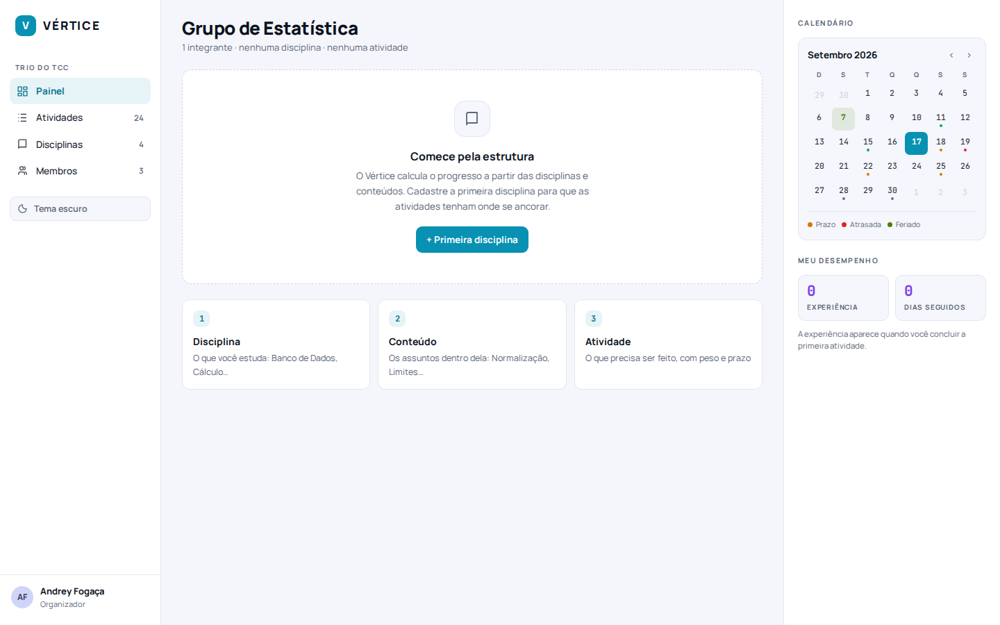 V VÉRTICE
TRIO DO TCC
Painel
Atividades 24
Disciplinas 4
Membros 3
Tema escuro
AF
Andrey Fogaça
Organizador
Grupo de Estatística
1 integrante · nenhuma disciplina · nenhuma atividade
Comece pela estrutura
O Vértice calcula o progresso a partir das disciplinas e
conteúdos. Cadastre a primeira disciplina para que as
atividades tenham onde se ancorar.
+ Primeira disciplina
1
Disciplina
O que você estuda: Banco de Dados,
Cálculo…
2
Conteúdo
Os assuntos dentro dela: Normalização,
Limites…
3
Atividade
O que precisa ser feito, com peso e prazo
CALENDÁRIO
Setembro 2026 ‹ ›
D S T Q Q S S
29 30 1 2 3 4 5
6 7 8 9 10 11 12
13 14 15 16 17 18 19
20 21 22 23 24 25 26
27 28 29 30 1 2 3
Prazo Atrasada Feriado
MEU DESEMPENHO
0
EXPERIÊNCIA
0
DIAS SEGUIDOS
A experiência aparece quando você concluir a
primeira atividade.